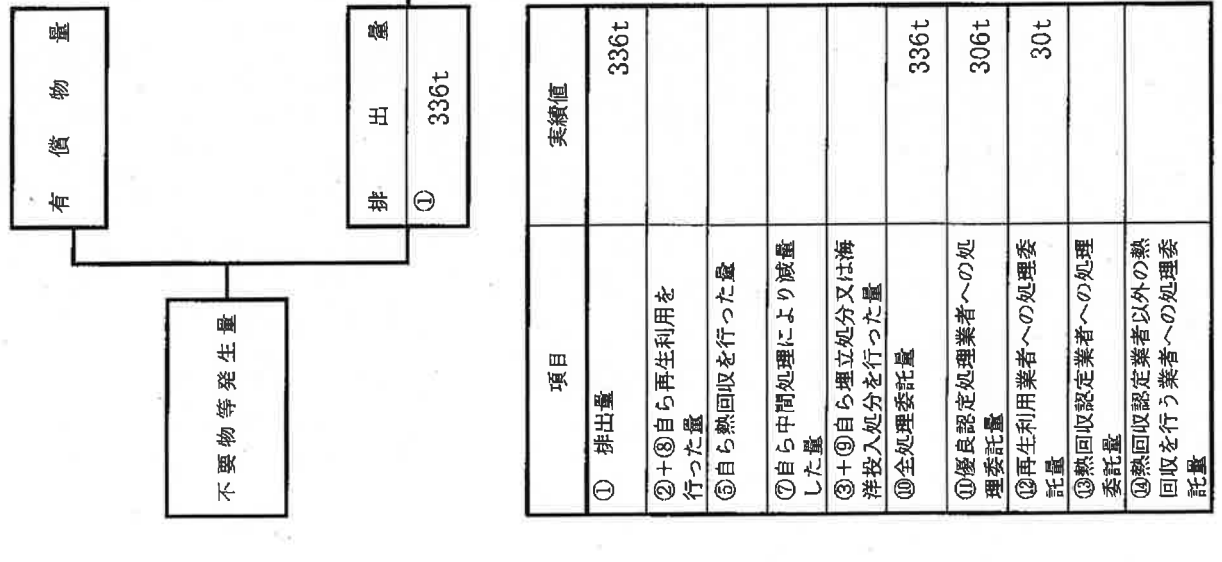 有償物量
不要物等発生量
排出量
① 336t
項目 実績値
① 排出量 336t
②+⑧自ら再生利用を
行った量
⑤自ら熱回収を行った量
⑦自ら中間処理により減量
した量
③+⑨自ら埋立処分又は海
洋投入処分を行った量
⑩全処理委託量 336t
⑪優良認定処理業者への処
理委託量 306t
⑫再生利用業者への処理委
託量 30t
⑬熱回収認定業者への処理
委託量
⑭熱回収認定業者以外の熱
回収を行う業者への処理委
託量